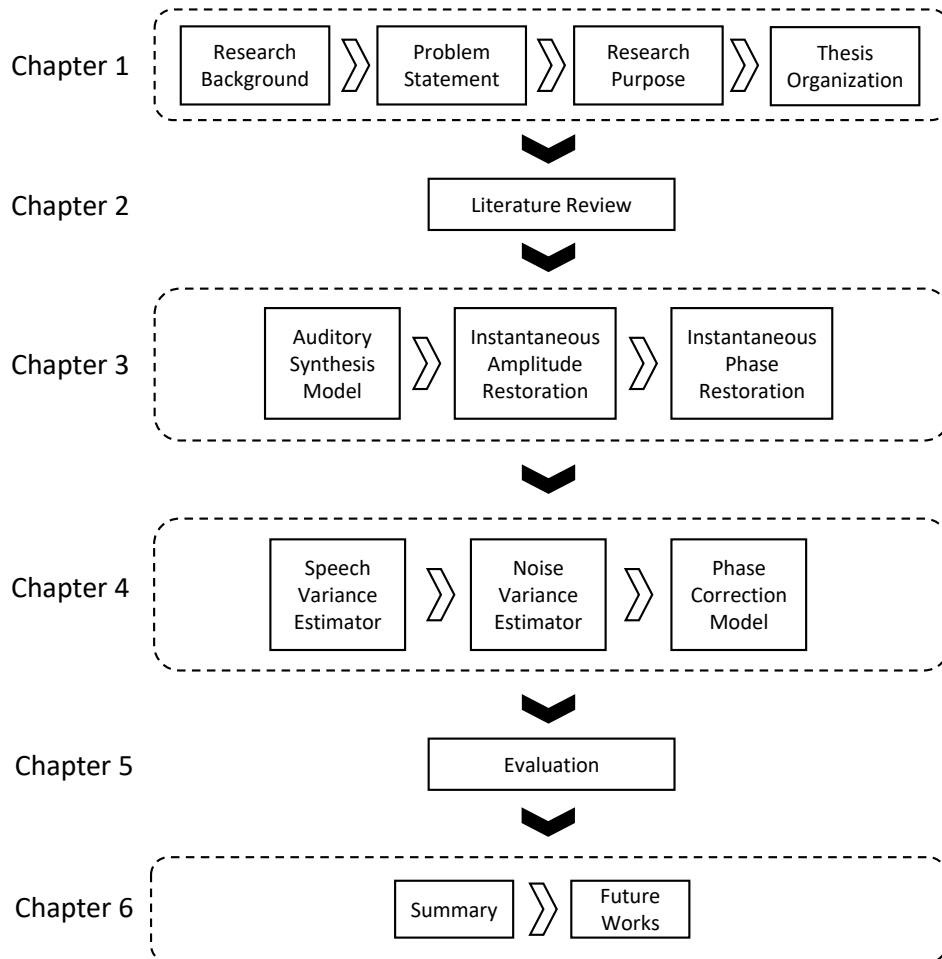 Chapter 1
Research
Background
Problem
Statement
Research
Purpose
Thesis
Organization
Chapter 2
Literature Review
Chapter 3
Auditory
Synthesis
Model
Instantaneous
Amplitude
Restoration
Instantaneous
Phase
Restoration
Chapter 4
Speech
Variance
Estimator
Noise
Variance
Estimator
Phase
Correction
Model
Chapter 5
Evaluation
Chapter 6
Summary
Future
Works